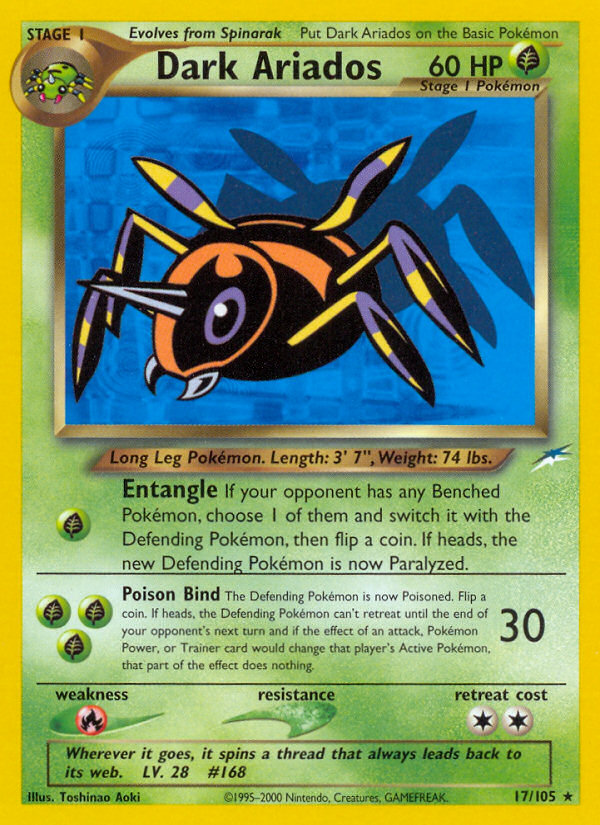 STAGE 1 Evolves from Spinarak Put Dark Ariados on the Basic Pokémon
Dark Ariados 60 HP
Stage 1 Pokémon
Long Leg Pokémon. Length: 3' 7", Weight: 74 lbs.
Entangle If your opponent has any Benched
Pokémon, choose 1 of them and switch it with the
Defending Pokémon, then flip a coin. If heads, the
new Defending Pokémon is now Paralyzed.
Poison Bind The Defending Pokémon is now Poisoned. Flip a
coin. If heads, the Defending Pokémon can't retreat until the end of
your opponent's next turn and if the effect of an attack, Pokémon
Power, or Trainer card would change that player's Active Pokémon,
that part of the effect does nothing.
30
weakness resistance retreat cost
Wherever it goes, it spins a thread that always leads back to
its web. LV. 28 #168
Illus. Toshinao Aoki ©1995-2000 Nintendo, Creatures, GAMEFREAK. 17/105 ★